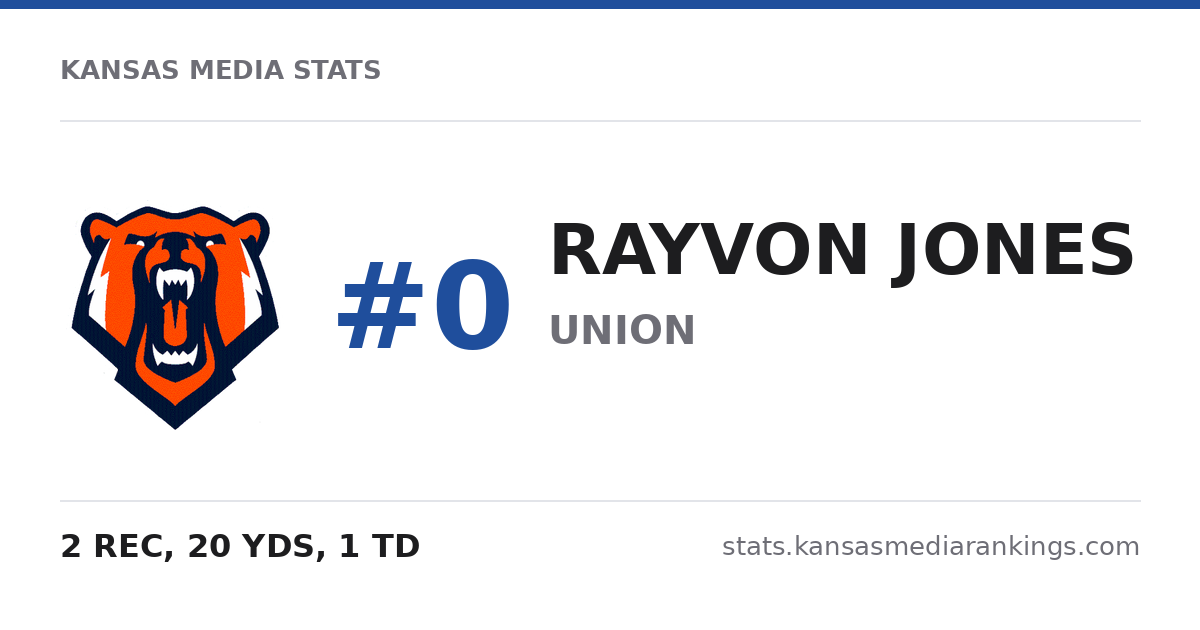 KANSAS MEDIA STATS
#0
RAYVON JONES
UNION
2 REC, 20 YDS, 1 TD
stats.kansasmediarankings.com